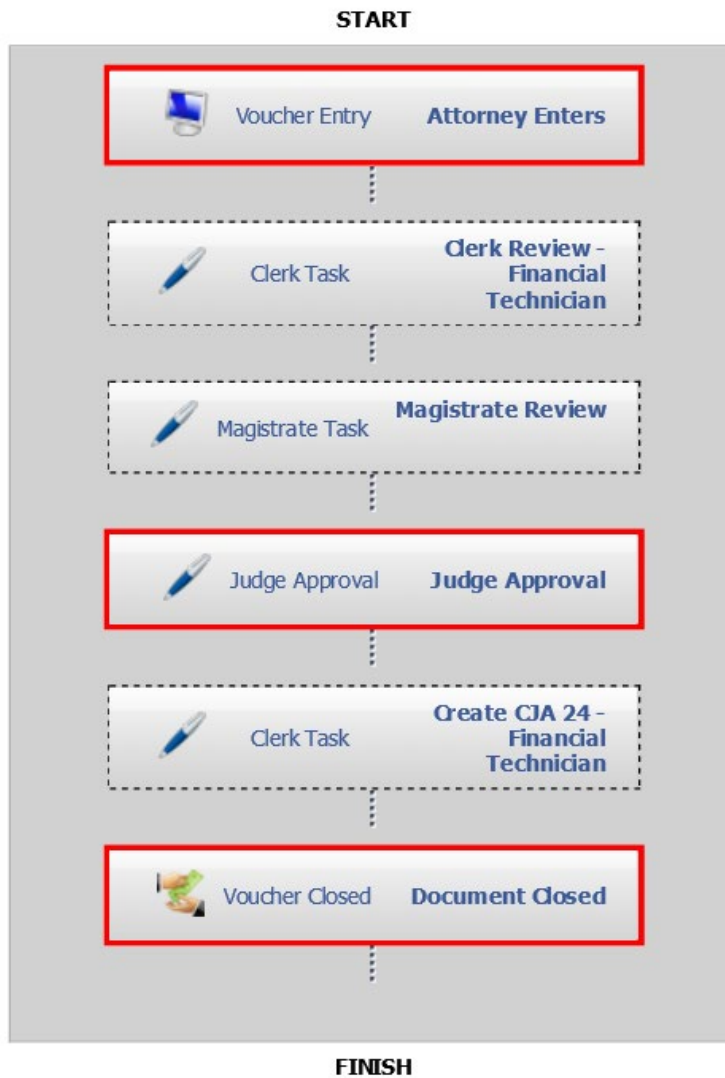 START
Voucher Entry
Attorney Enters
Clerk Task
Clerk Review -
Financial
Technician
Magistrate Task
Magistrate Review
Judge Approval
Judge Approval
Clerk Task
Create CJA 24 -
Financial
Technician
Voucher Closed
Document Closed
FINISH